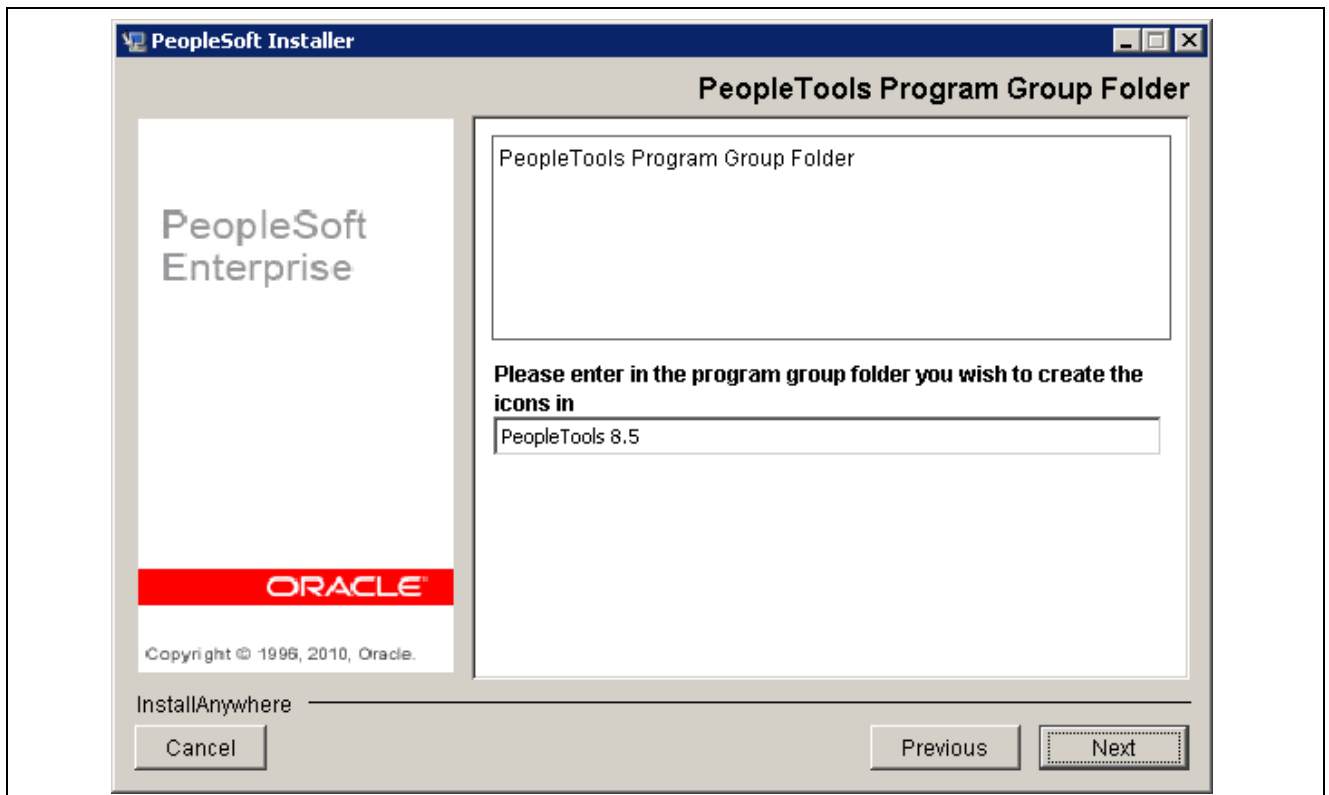 PeopleSoft Installer
PeopleTools Program Group Folder
PeopleSoft
Enterprise
ORACLE
Copyright © 1996, 2010, Oracle.
PeopleTools Program Group Folder
Please enter in the program group folder you wish to create the
icons in
PeopleTools 8.5
InstallAnywhere
Cancel
Previous
Next